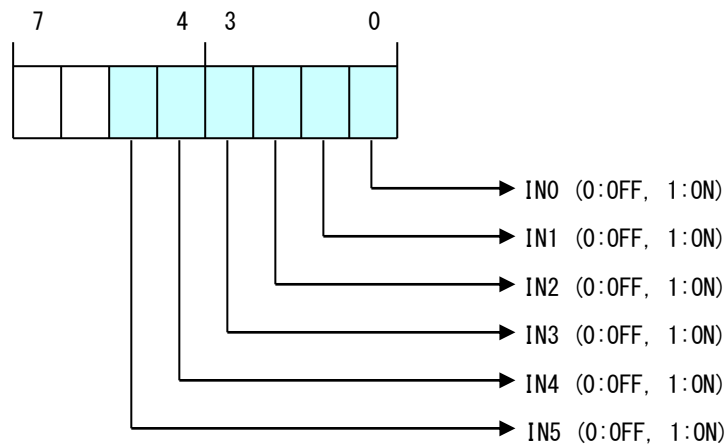 7 4 3 0
IN0 (0:OFF, 1:ON)
IN1 (0:OFF, 1:ON)
IN2 (0:OFF, 1:ON)
IN3 (0:OFF, 1:ON)
IN4 (0:OFF, 1:ON)
IN5 (0:OFF, 1:ON)